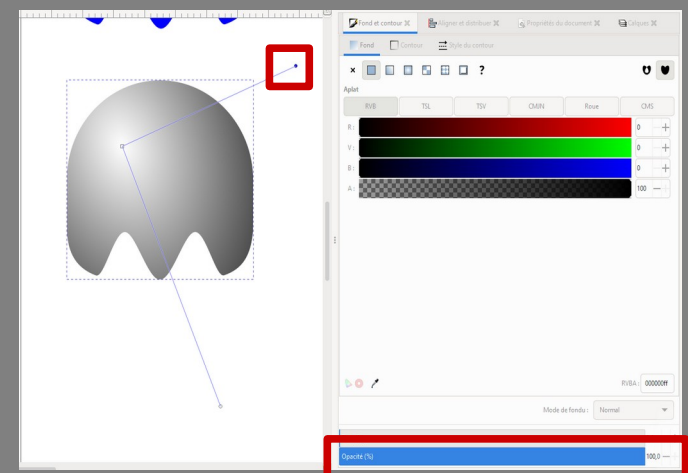 Fond et contour Aligner et distribuer Propriétés du document Calques
Fond Contour Style du contour
?
Aplat
RVB TSL TSV CMJN Roue CMS
R : 0
V : 0
B : 0
A : 100
RVBA : 000000ff
Mode de fondu : Normal
Opacité (%) 100,0